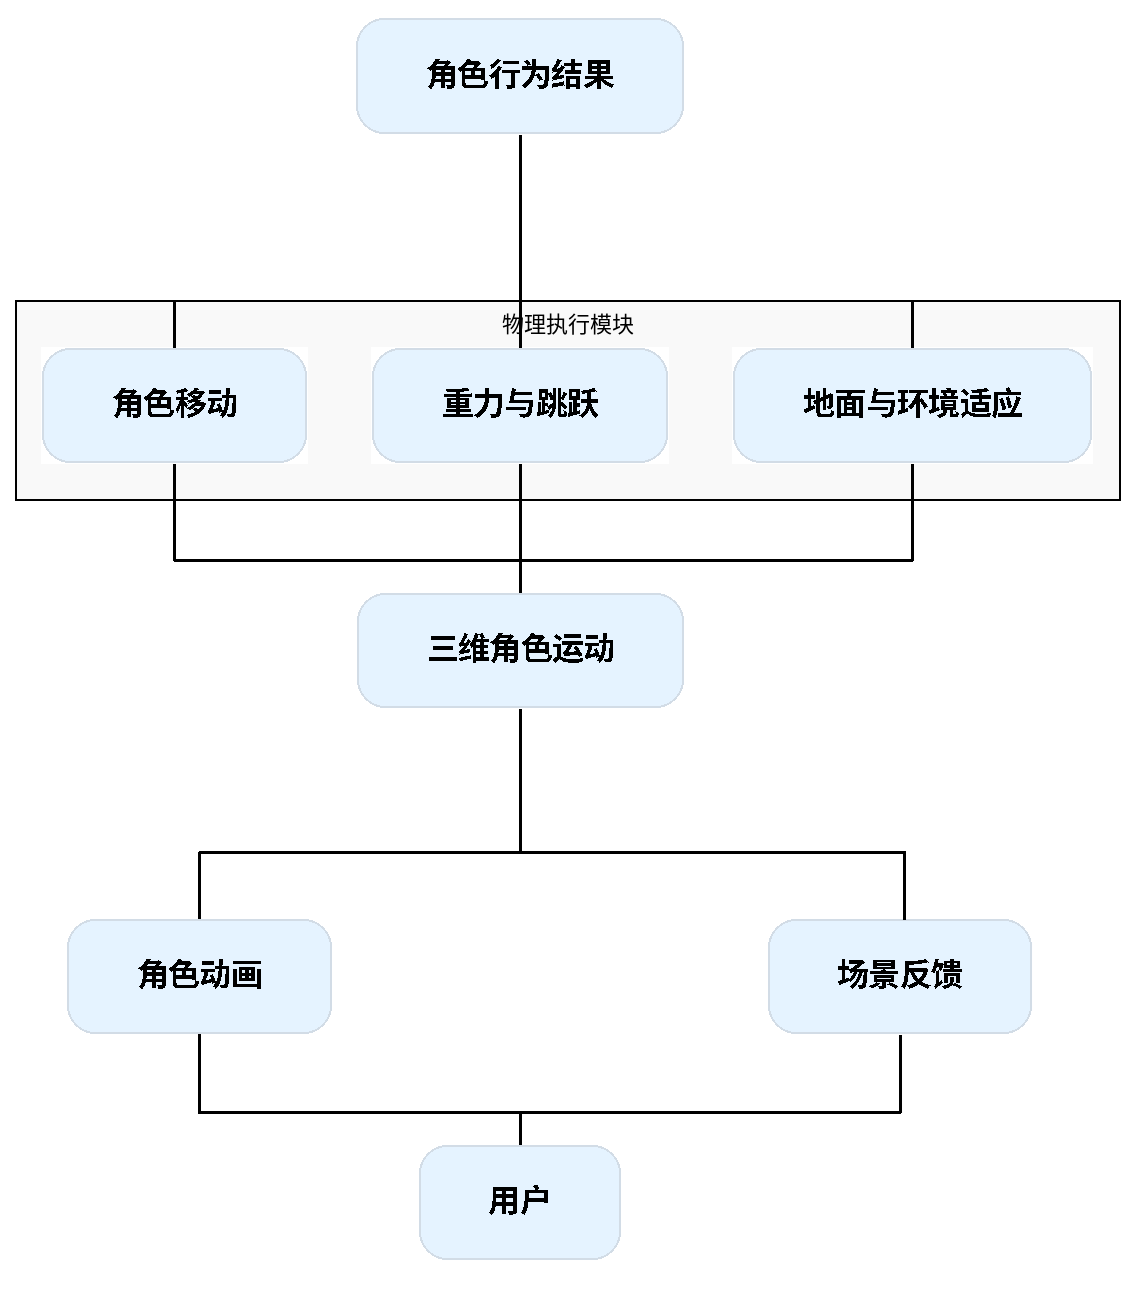 角色行为结果
物理执行模块
角色移动
重力与跳跃
地面与环境适应
三维角色运动
角色动画
场景反馈
用户